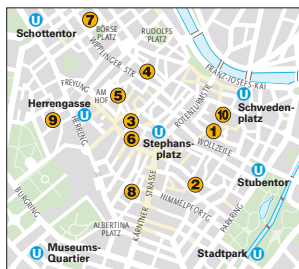 7
U
Schottentor
BÖRSE
PLATZ
RUDOLFS
PLATZ
WIPPLINGER STR.
FRANZ-JOSEFS-KAI
4
FREYUNG
AM
HOF
5
U
Schweden-
platz
Herrengasse
U
9
HERRENG.
3
6
ROTENTURMSTR.
10
1
U
Stephans-
platz
WOLLZEILE
U
Stubentor
BURGRING
8
2
KÄRNTNER STRASSE
HIMMELPFORTG.
PARKRING
ALBERTINA
PLATZ
U
Museums-
Quartier
Stadtpark
U